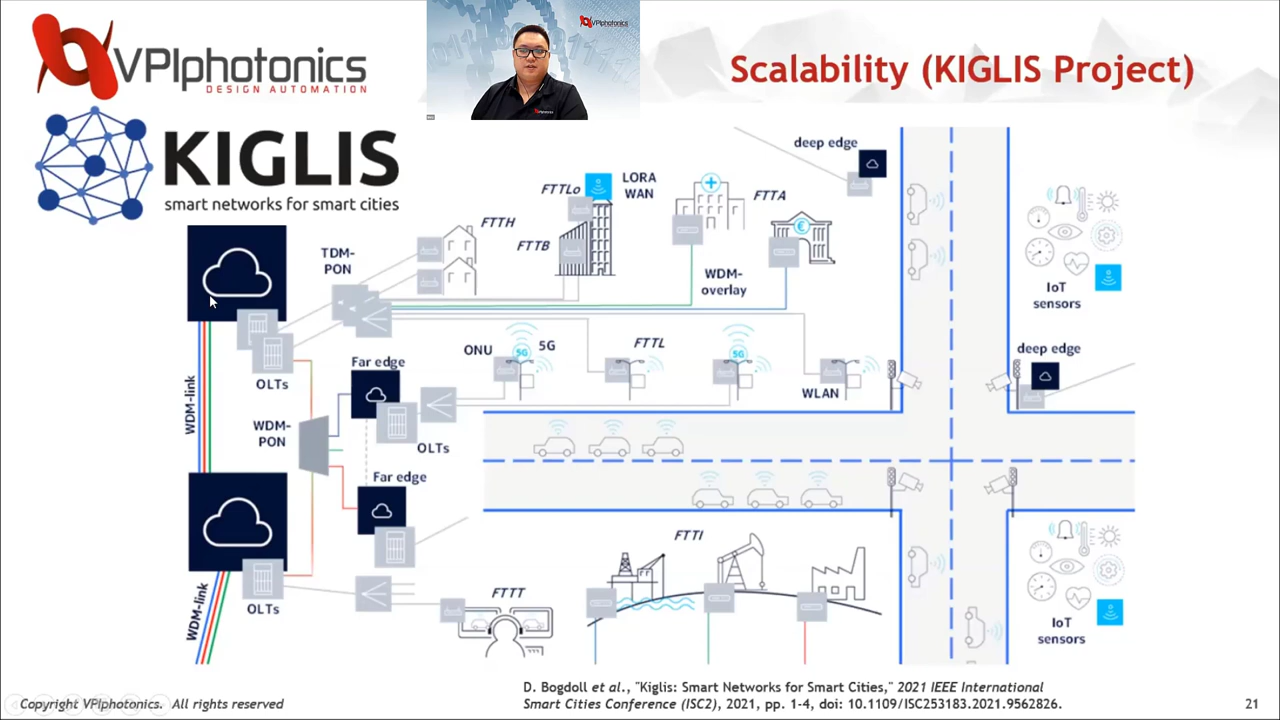 VPIphotonics
DESIGN AUTOMATION
VPIphotonics
Scalability (KIGLIS Project)
KIGLIS
smart networks for smart cities
deep edge
LORA
WAN
FTTLo
FTTA
FTTH
FTTB
TDM-
PON
WDM-
overlay
IoT
sensors
ONU
5G
5G
FTTL
5G
deep edge
Far edge
OLTs
WLAN
WDM-link
WDM-
PON
OLTs
Far edge
FTTI
WDM-link
OLTs
FTTT
IoT
sensors
D. Bogdoll et al., "Kiglis: Smart Networks for Smart Cities," 2021 IEEE International
Smart Cities Conference (ISC2), 2021, pp. 1-4, doi: 10.1109/ISC253183.2021.9562826.
Copyright VPIphotonics. All rights reserved
21